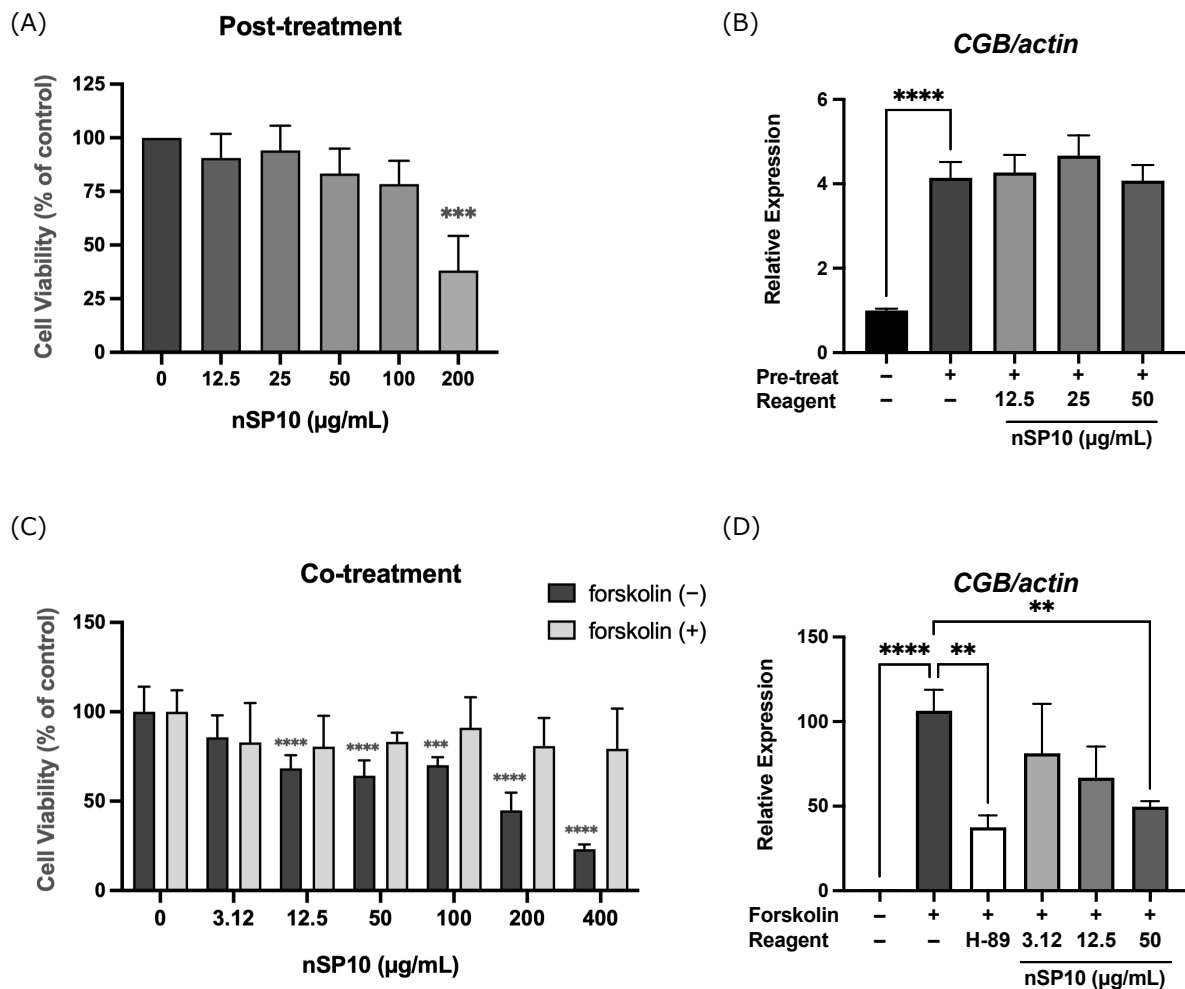 (A)
Post-treatment
Cell Viability (% of control)
125
100
75
50
25
0
***
0 12.5 25 50 100 200
nSP10 (μg/mL)
(B)
CGB/actin
Relative Expression
6
4
2
0
****
Pre-treat − + + + +
Reagent − − 12.5 25 50
nSP10 (μg/mL)
(C)
Co-treatment
forskolin (−)
forskolin (+)
Cell Viability (% of control)
150
100
50
0
**** **** *** **** ****
0 3.12 12.5 50 100 200 400
nSP10 (μg/mL)
(D)
CGB/actin
Relative Expression
150
100
50
0
**
**** **
Forskolin − + + + + +
Reagent − − H-89 3.12 12.5 50
nSP10 (μg/mL)